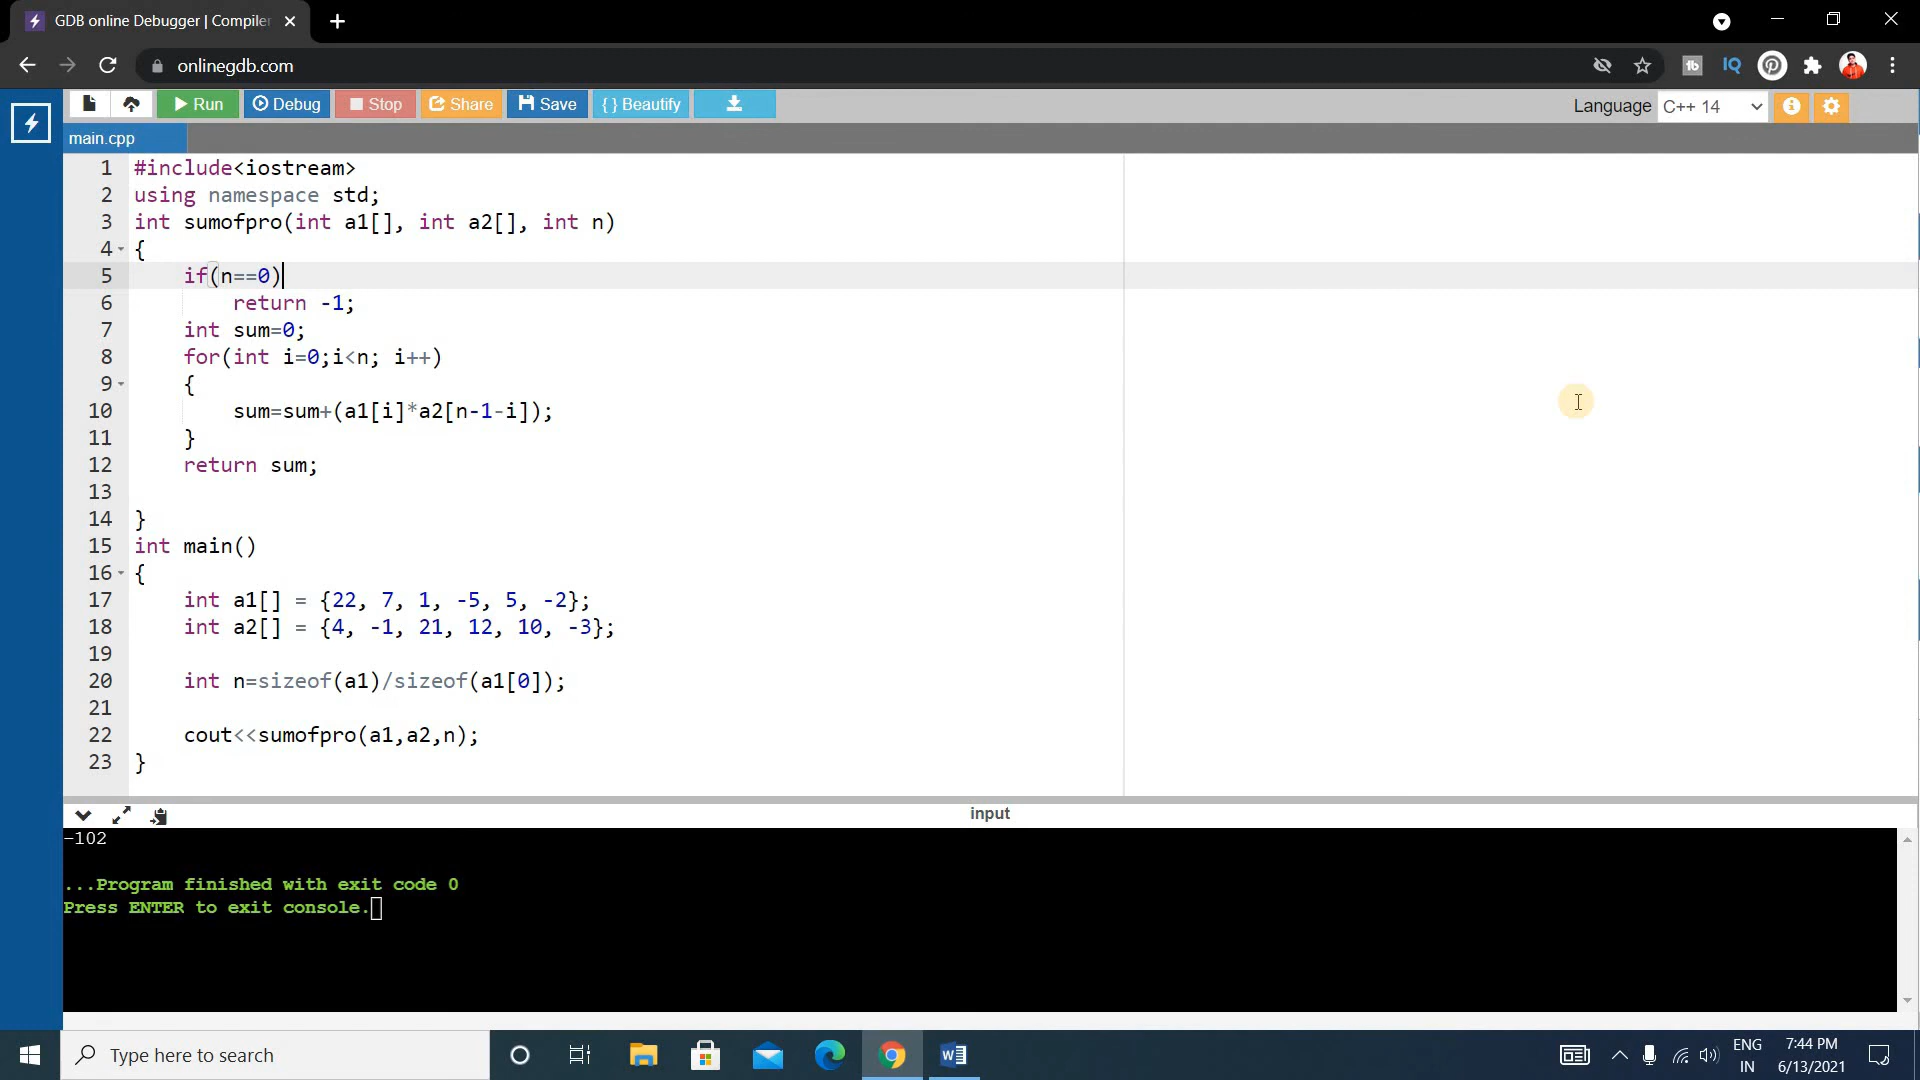 GDB online Debugger | Compiler
onlinegdb.com
Run Debug Stop Share Save { } Beautify Language C++ 14
main.cpp
1 #include<iostream>
2 using namespace std;
3 int sumofpro(int a1[], int a2[], int n)
4 {
5 if(n==0)
6 return -1;
7 int sum=0;
8 for(int i=0;i<n; i++)
9 {
10 sum=sum+(a1[i]*a2[n-1-i]);
11 }
12 return sum;
13
14 }
15 int main()
16 {
17 int a1[] = {22, 7, 1, -5, 5, -2};
18 int a2[] = {4, -1, 21, 12, 10, -3};
19
20 int n=sizeof(a1)/sizeof(a1[0]);
21
22 cout<<sumofpro(a1,a2,n);
23 }
input
-102
...Program finished with exit code 0
Press ENTER to exit console.
Type here to search
ENG
IN
7:44 PM
6/13/2021